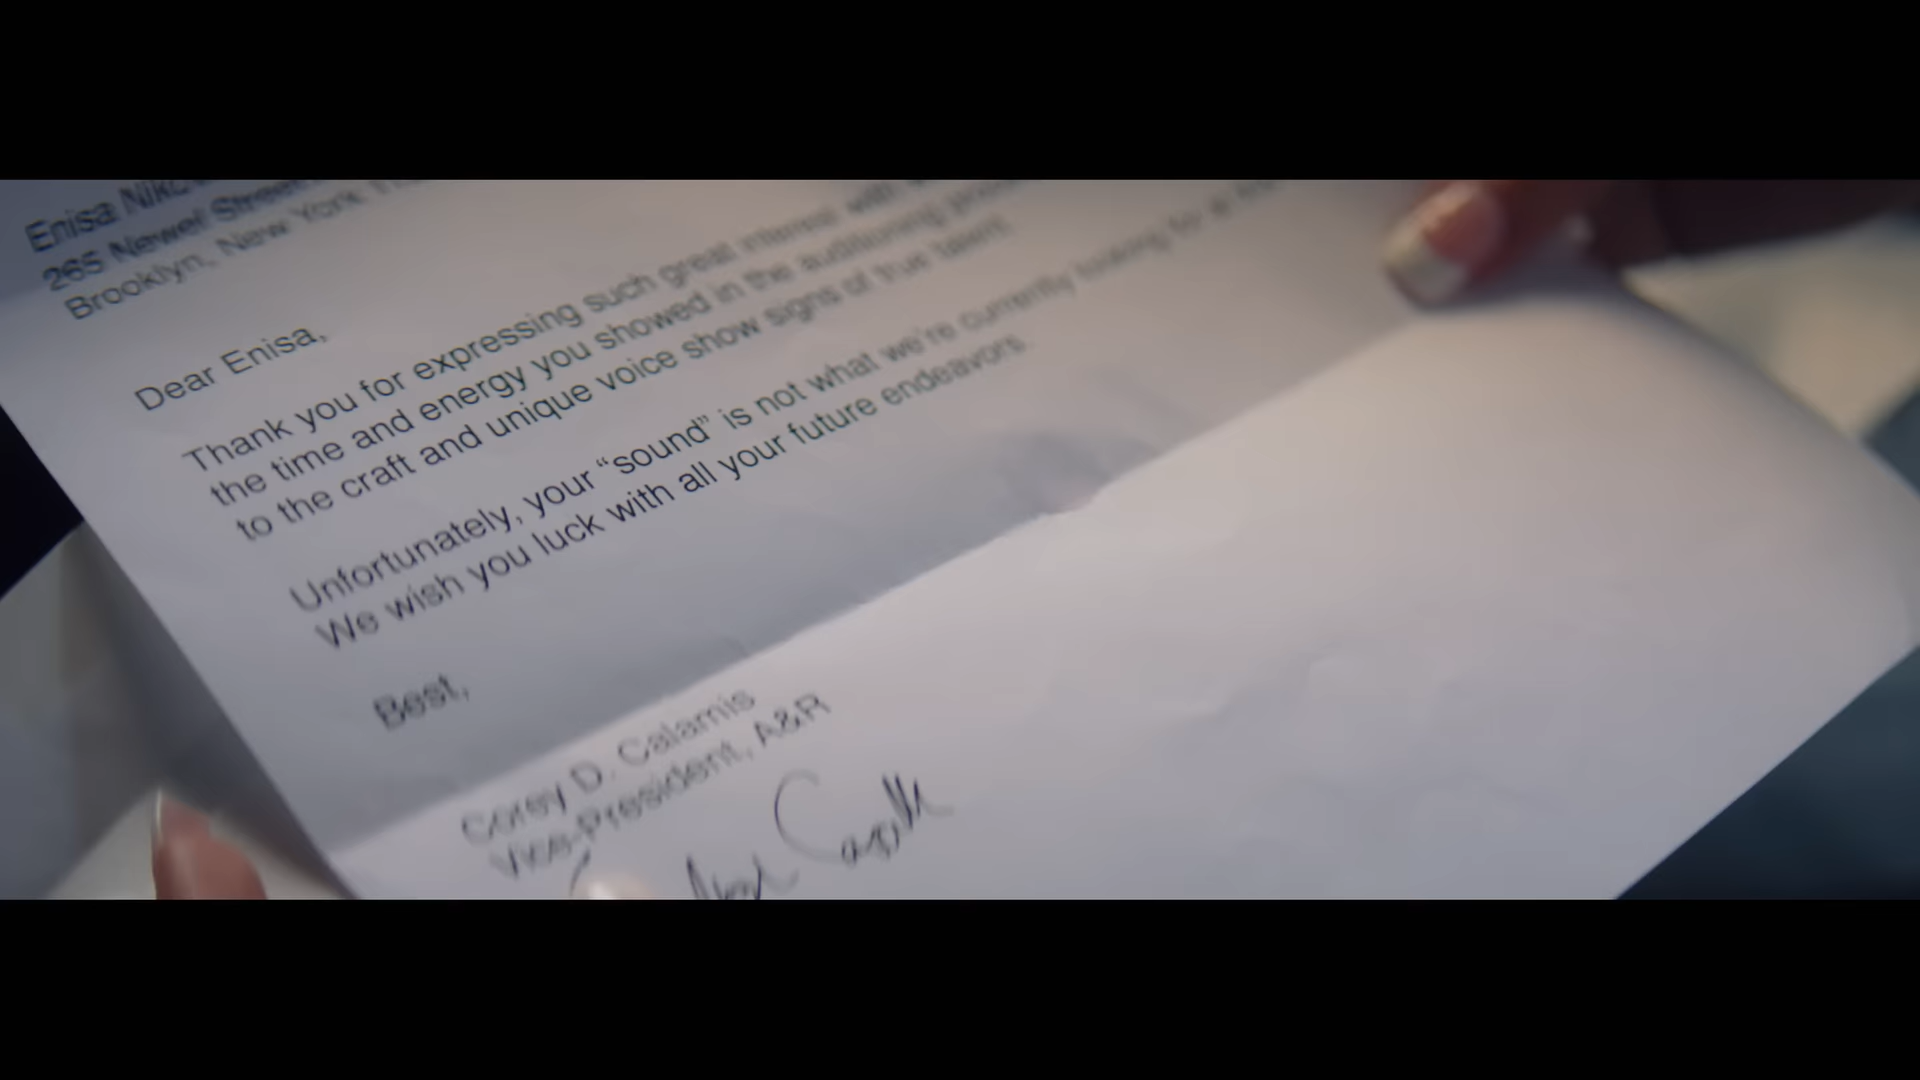 Enisa
265 Newel Street
Brooklyn, New York
Dear Enisa,
Thank you for expressing such great interest with
the time and energy you showed in the auditioning
to the craft and unique voice show signs of true talent.
Unfortunately, your “sound” is not what we're currently looking for
We wish you luck with all your future endeavors.
Best,
Corey D. Calamis
Vice-President, A&R